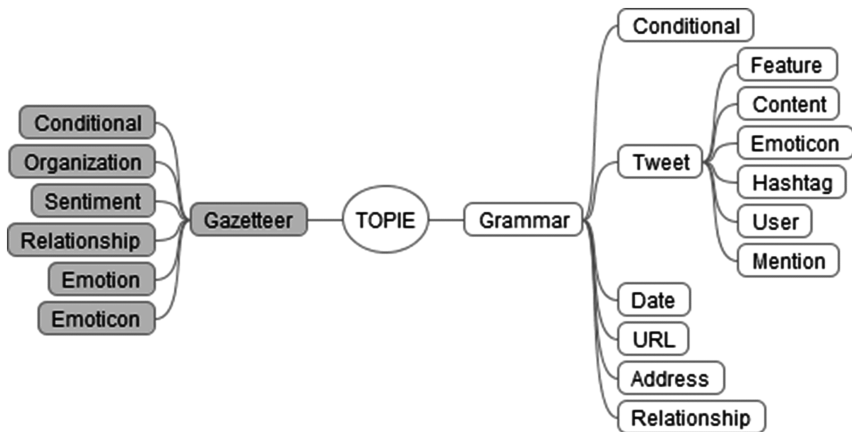 Conditional
Organization
Sentiment
Relationship
Emotion
Emoticon
Gazetteer
TOPIE
Grammar
Conditional
Tweet
Feature
Content
Emoticon
Hashtag
User
Mention
Date
URL
Address
Relationship